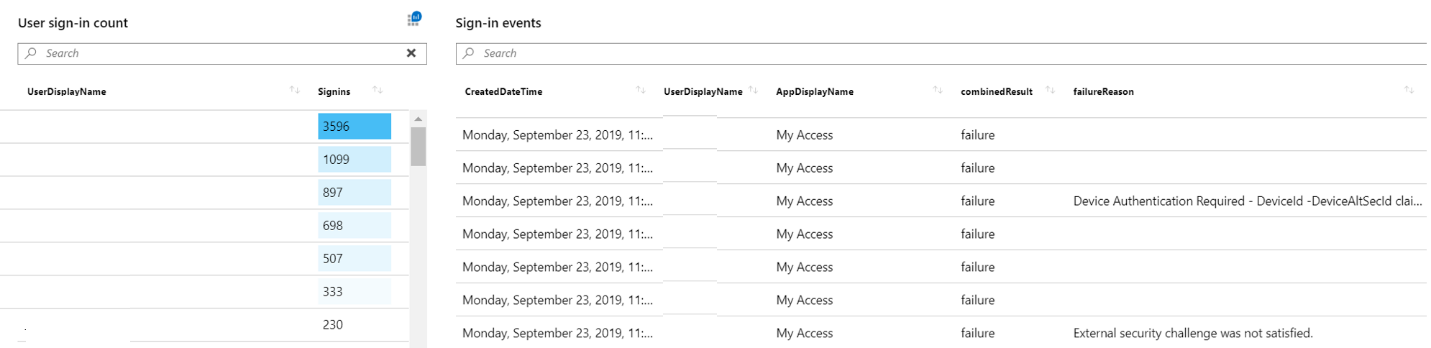 User sign-in count
Search
UserDisplayName Signins
3596
1099
897
698
507
333
230
Sign-in events
Search
CreatedDateTime UserDisplayName AppDisplayName combinedResult failureReason
Monday, September 23, 2019, 11:... My Access failure
Monday, September 23, 2019, 11:... My Access failure
Monday, September 23, 2019, 11:... My Access failure Device Authentication Required - DeviceId -DeviceAltSecId clai...
Monday, September 23, 2019, 11:... My Access failure
Monday, September 23, 2019, 11:... My Access failure
Monday, September 23, 2019, 11:... My Access failure
Monday, September 23, 2019, 11:... My Access failure External security challenge was not satisfied.